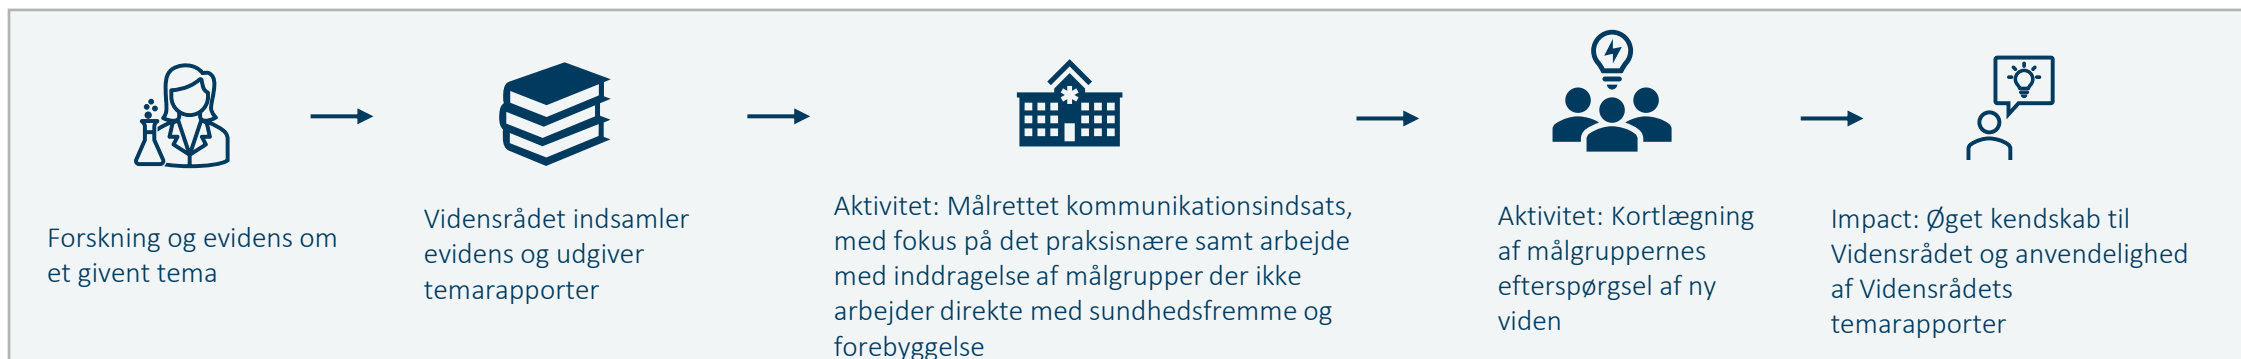 Forskning og evidens om
et givent tema
Vidensrådet indsamler
evidens og udgiver
temarapporter
Aktivitet: Målrettet kommunikationsindsats,
med fokus på det praksisnære samt arbejde
med inddragelse af målgrupper der ikke
arbejder direkte med sundhedsfremme og
forebyggelse
Aktivitet: Kortlægning
af målgruppernes
efterspørgsel af ny
viden
Impact: Øget kendskab til
Vidensrådet og anvendelighed
af Vidensrådets
temarapporter